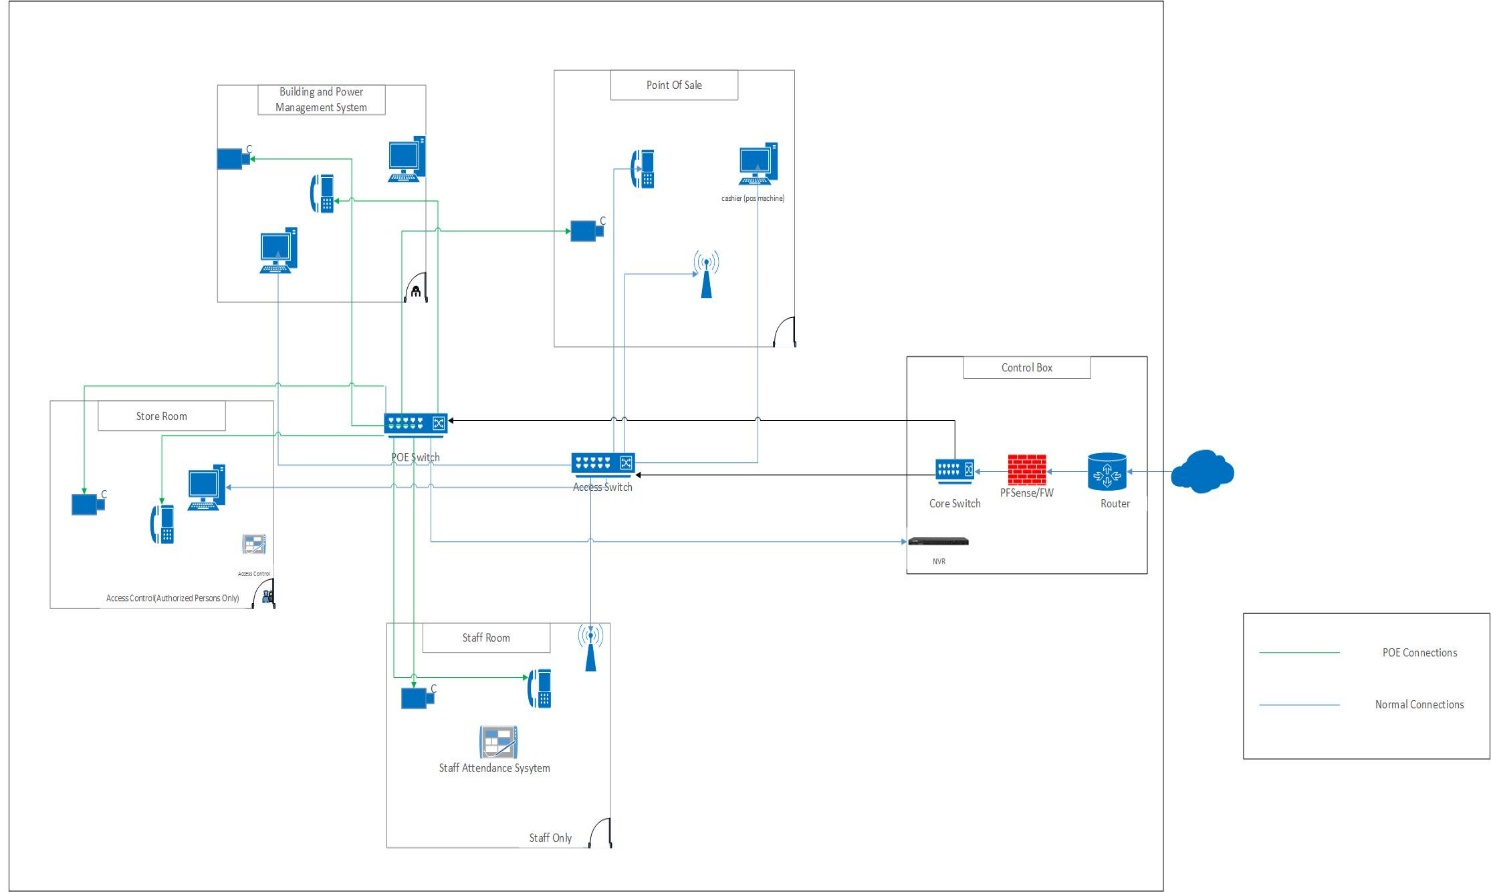 Building and Power
Management System
C
Point Of Sale
cashier (pos machine)
C
Control Box
Store Room
POE Switch
Access Switch
Core Switch
PFSense/FW
Router
NVR
C
Access Control
Access Control(Authorized Persons Only)
Staff Room
C
Staff Attendance Sysytem
Staff Only
POE Connections
Normal Connections